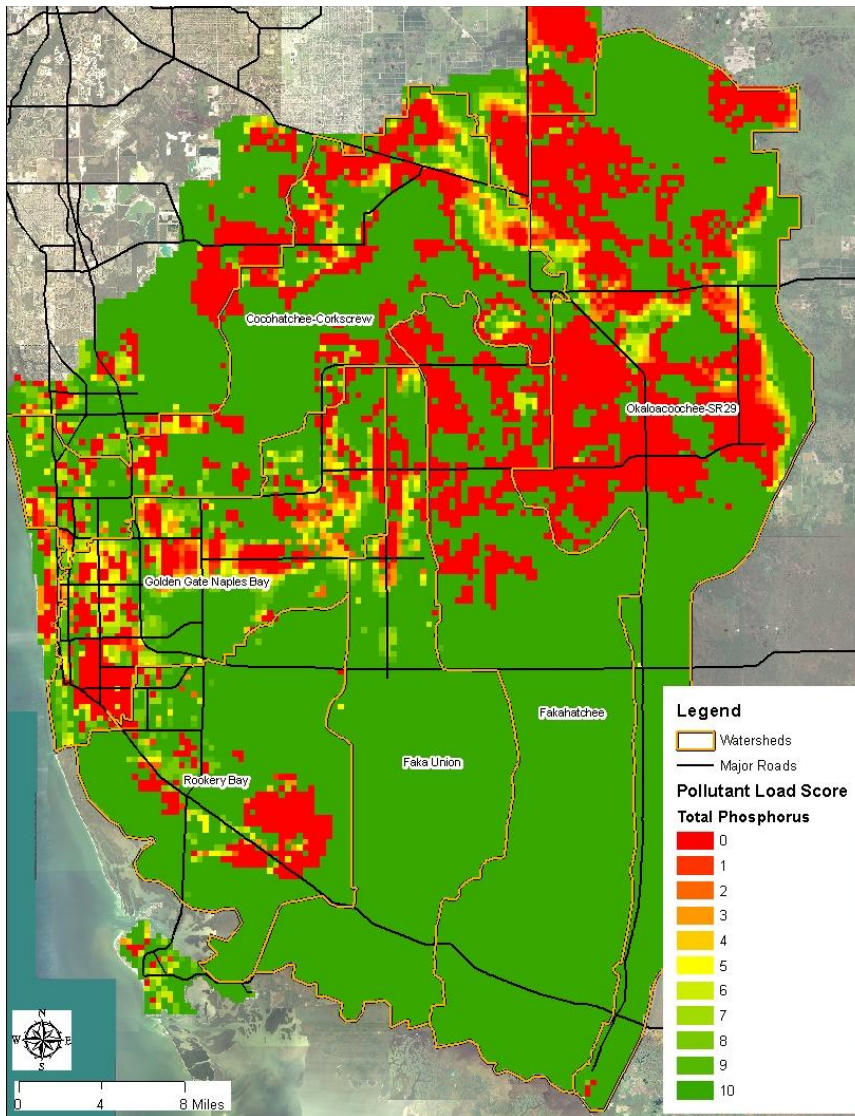 Cocohatchee-Corkscrew
Okaloacoochee-SR29
Golden Gate Naples Bay
Fakahatchee
Faka Union
Rookery Bay
Legend
Watersheds
Major Roads
Pollutant Load Score
Total Phosphorus
0
1
2
3
4
5
6
7
8
9
10
N
W E
S
0 4 8 Miles